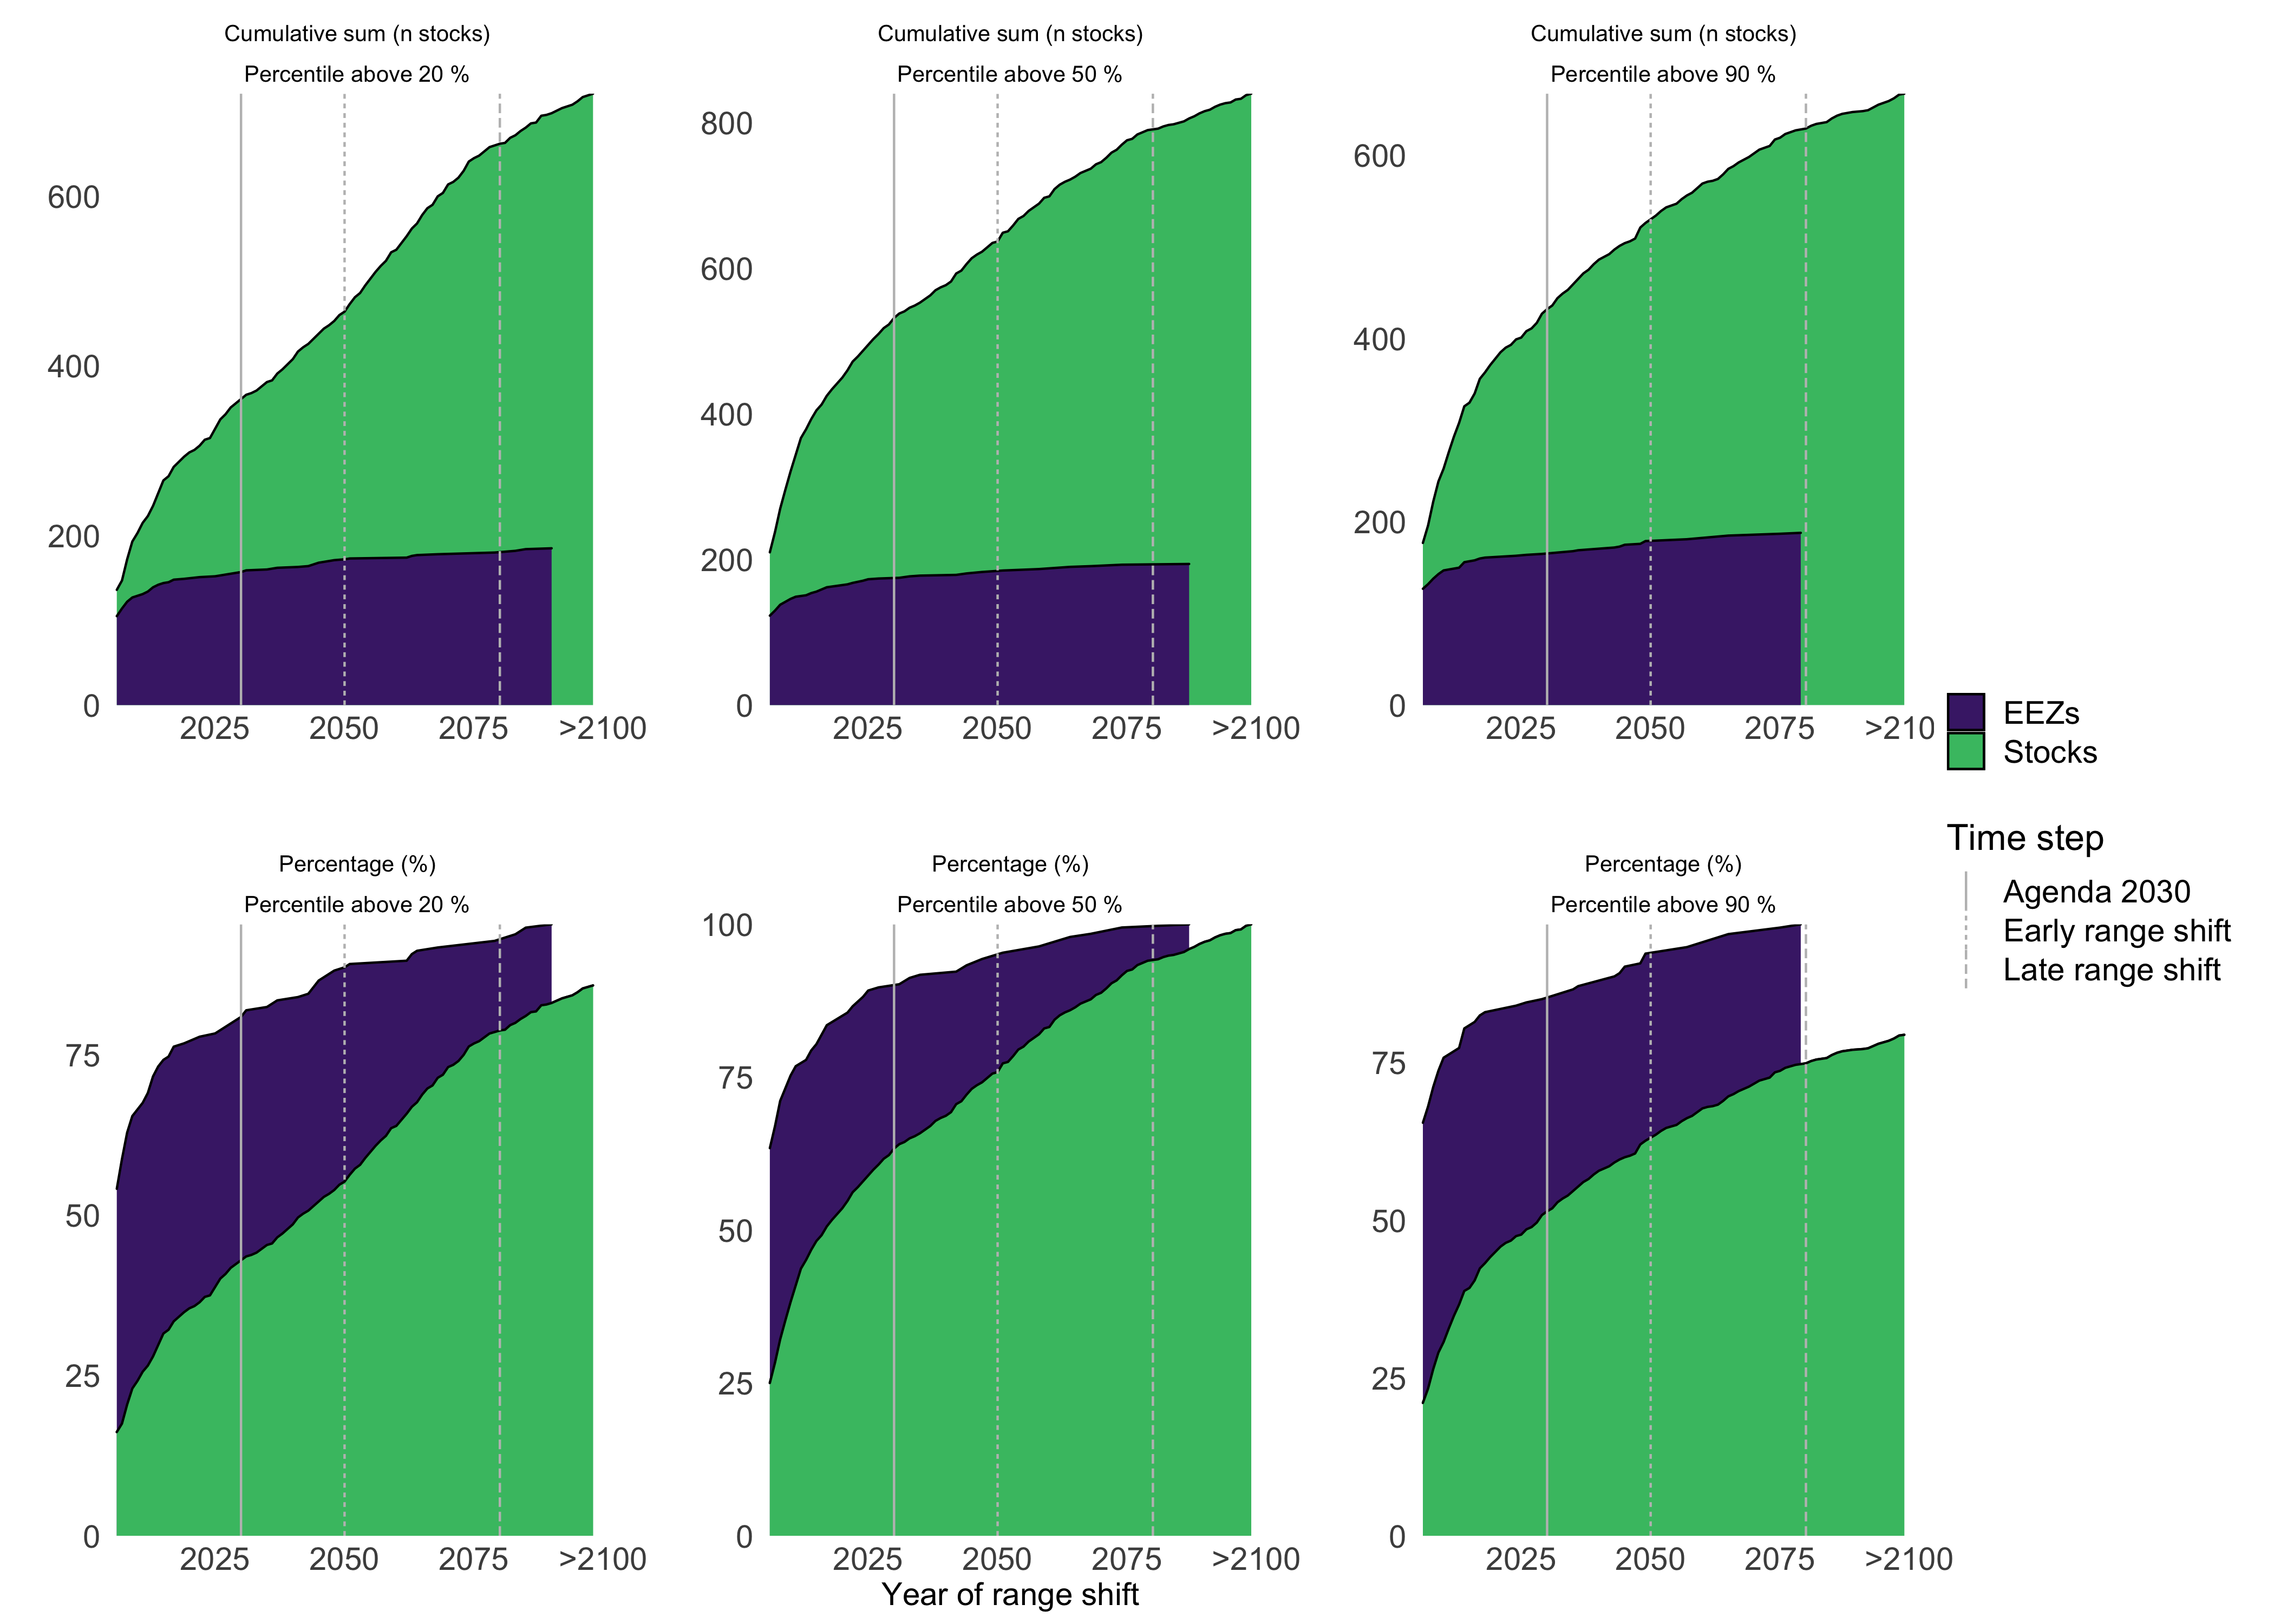 Cumulative sum (n stocks)
Percentile above 20 %
600
400
200
0
2025 2050 2075 >2100
Cumulative sum (n stocks)
Percentile above 50 %
800
600
400
200
0
2025 2050 2075 >2100
Cumulative sum (n stocks)
Percentile above 90 %
600
400
200
0
2025 2050 2075 >210
EEZs
Stocks
Time step
Agenda 2030
Early range shift
Late range shift
Percentage (%)
Percentile above 20 %
75
50
25
0
2025 2050 2075 >2100
Percentage (%)
Percentile above 50 %
100
75
50
25
0
2025 2050 2075 >2100
Percentage (%)
Percentile above 90 %
75
50
25
0
2025 2050 2075 >2100
Year of range shift